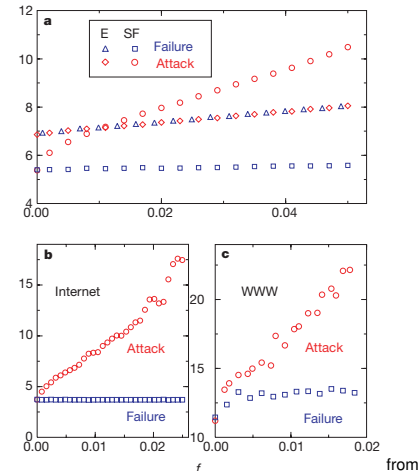 a
12
10
8
6
4
E SF
Failure
Attack
0.00 0.02 0.04
b
15
10
5
0
Internet
Attack
Failure
0.00 0.01 0.02
c
20
15
10
WWW
Attack
Failure
0.00 0.01 0.02
f
from